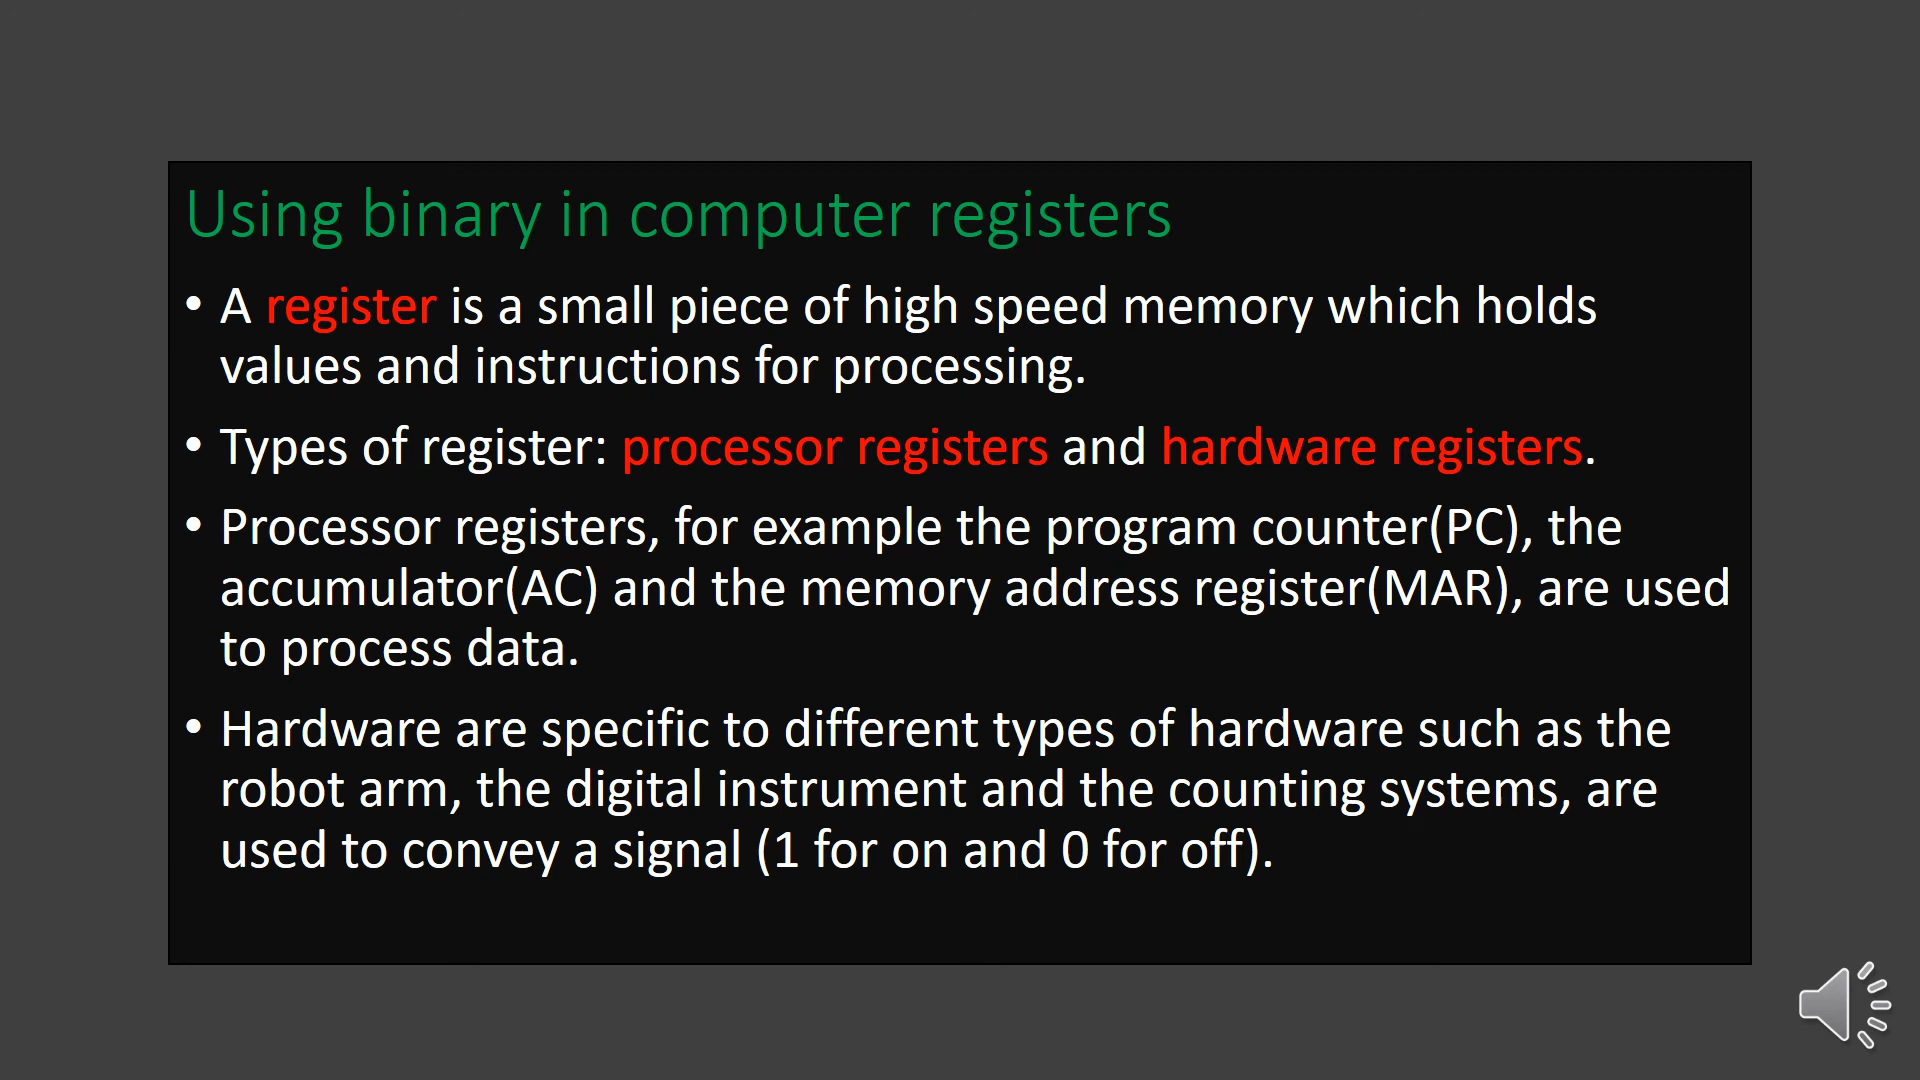 Using binary in computer registers
• A register is a small piece of high speed memory which holds
values and instructions for processing.
• Types of register: processor registers and hardware registers.
• Processor registers, for example the program counter(PC), the
accumulator(AC) and the memory address register(MAR), are used
to process data.
• Hardware are specific to different types of hardware such as the
robot arm, the digital instrument and the counting systems, are
used to convey a signal (1 for on and 0 for off).